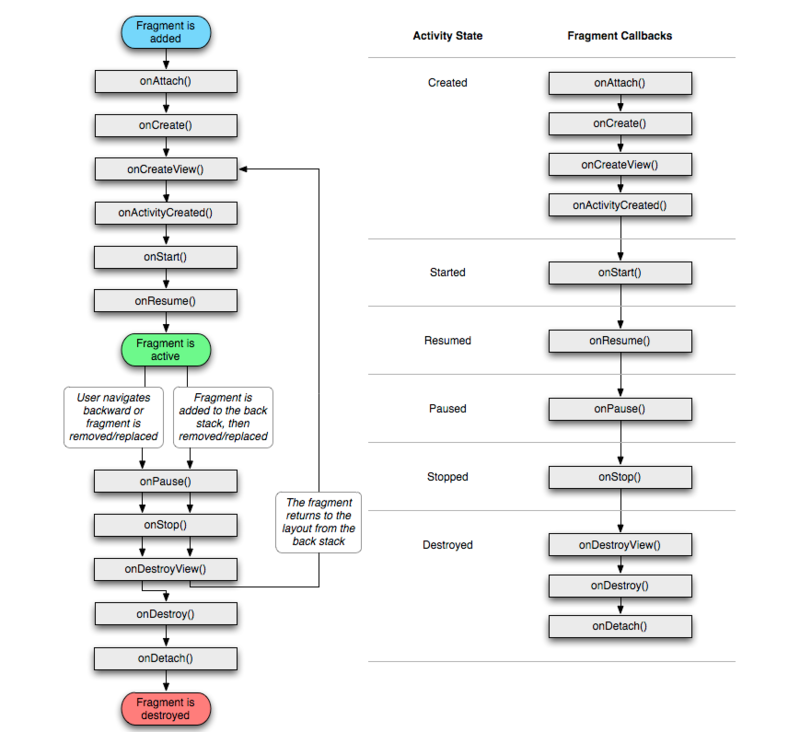 Fragment is
added
onAttach()
onCreate()
onCreateView()
onActivityCreated()
onStart()
onResume()
Fragment is
active
User navigates
backward or
fragment is
removed/replaced
Fragment is
added to the back
stack, then
removed/replaced
onPause()
onStop()
onDestroyView()
The fragment
returns to the
layout from the
back stack
onDestroy()
onDetach()
Fragment is
destroyed
Activity State
Fragment Callbacks
Created
onAttach()
onCreate()
onCreateView()
onActivityCreated()
Started
onStart()
Resumed
onResume()
Paused
onPause()
Stopped
onStop()
Destroyed
onDestroyView()
onDestroy()
onDetach()